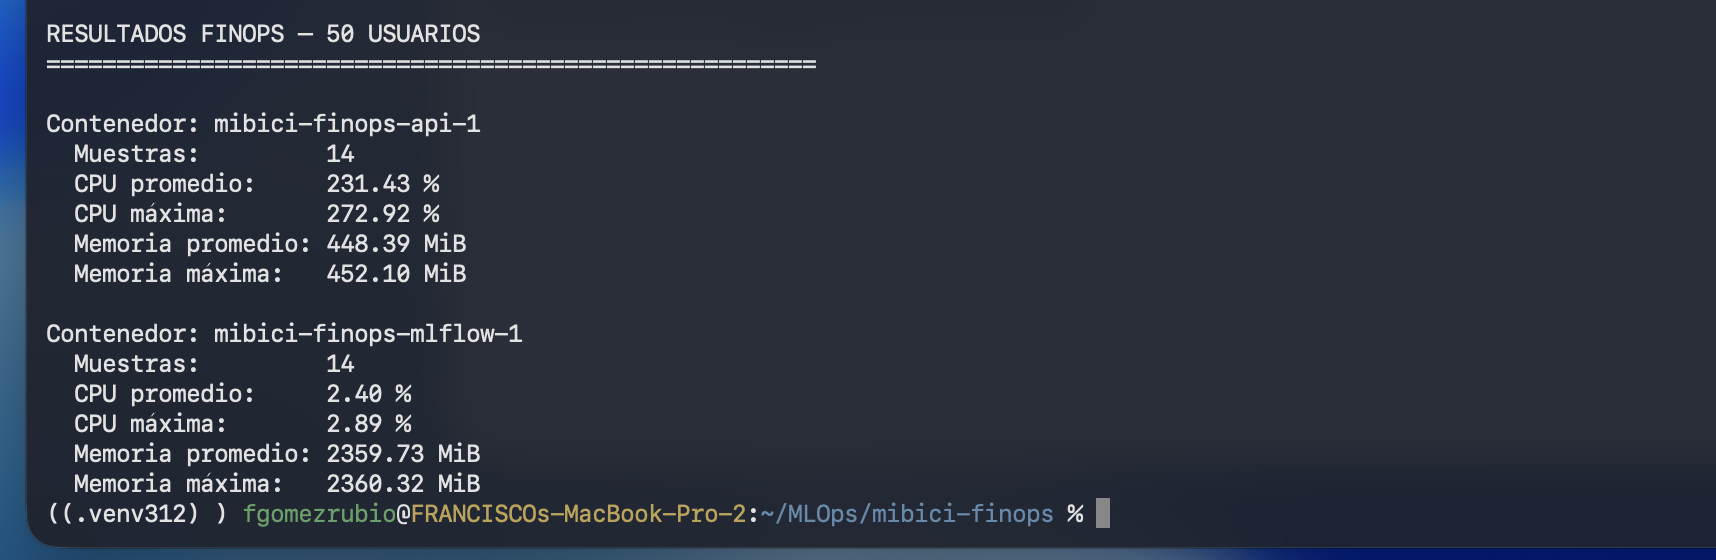 RESULTADOS FINOPS — 50 USUARIOS
=======================================================
Contenedor: mibici-finops-api-1
Muestras: 14
CPU promedio: 231.43 %
CPU máxima: 272.92 %
Memoria promedio: 448.39 MiB
Memoria máxima: 452.10 MiB
Contenedor: mibici-finops-mlflow-1
Muestras: 14
CPU promedio: 2.40 %
CPU máxima: 2.89 %
Memoria promedio: 2359.73 MiB
Memoria máxima: 2360.32 MiB
((.venv312) ) fgomezrubio@FRANCISCOs-MacBook-Pro-2:~/MLOps/mibici-finops %